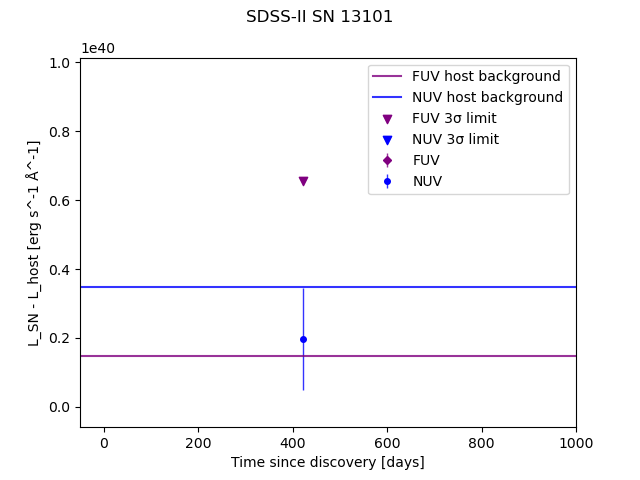 SDSS-II SN 13101
1e40
1.0
0.8
0.6
0.4
0.2
0.0
L_SN - L_host [erg s^-1 Å^-1]
FUV host background
NUV host background
FUV 3σ limit
NUV 3σ limit
FUV
NUV
0 200 400 600 800 1000
Time since discovery [days]